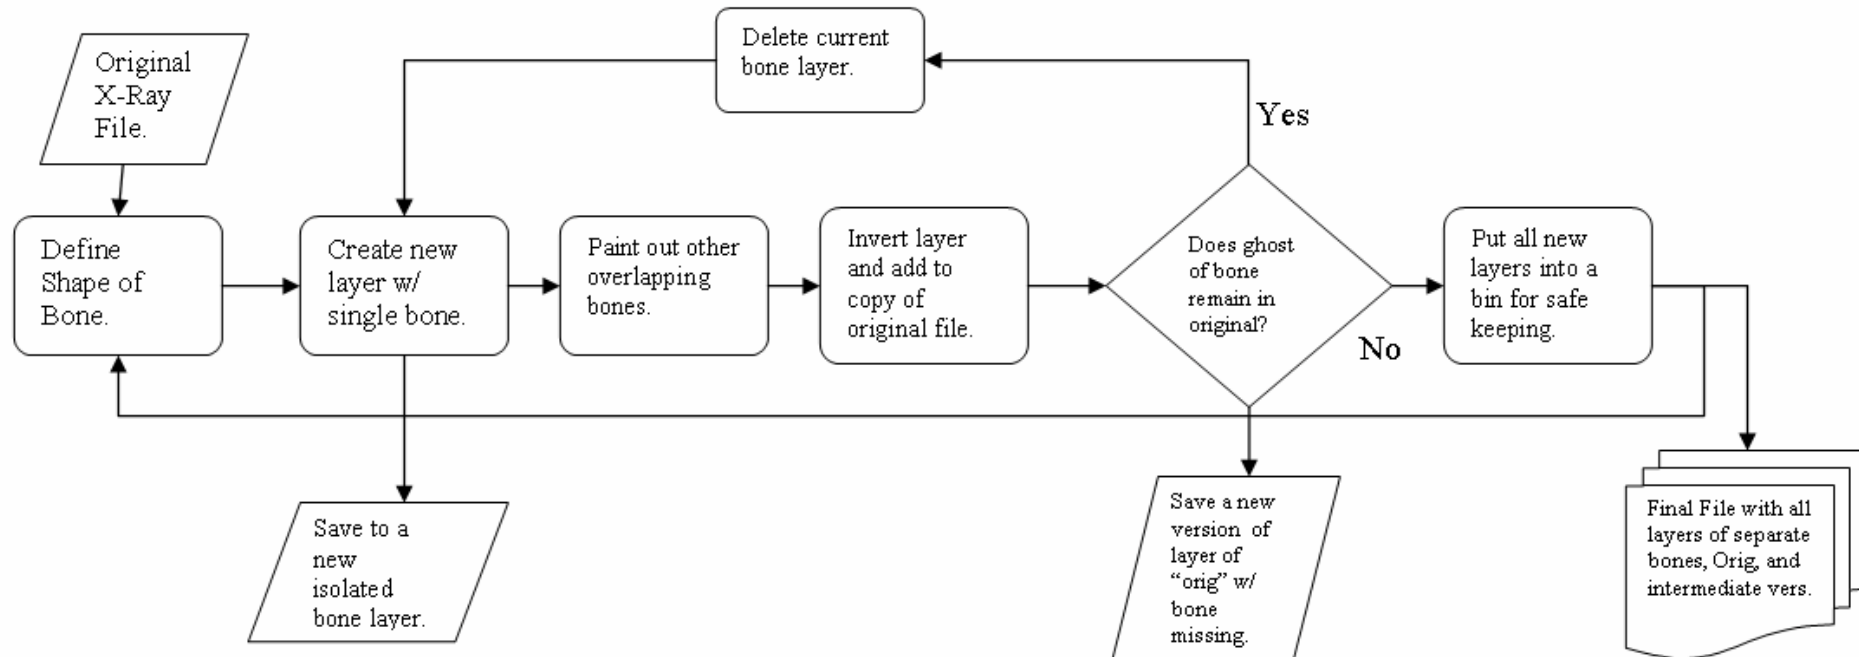 Original
X-Ray
File.
Delete current
bone layer.
Yes
Define
Shape of
Bone.
Create new
layer w/
single bone.
Paint out other
overlapping
bones.
Invert layer
and add to
copy of
original file.
Does ghost
of bone
remain in
original?
No
Put all new
layers into a
bin for safe
keeping.
Save to a
new
isolated
bone layer.
Save a new
version of
layer of
“orig” w/
bone
missing.
Final File with all
layers of separate
bones, Orig, and
intermediate vers.